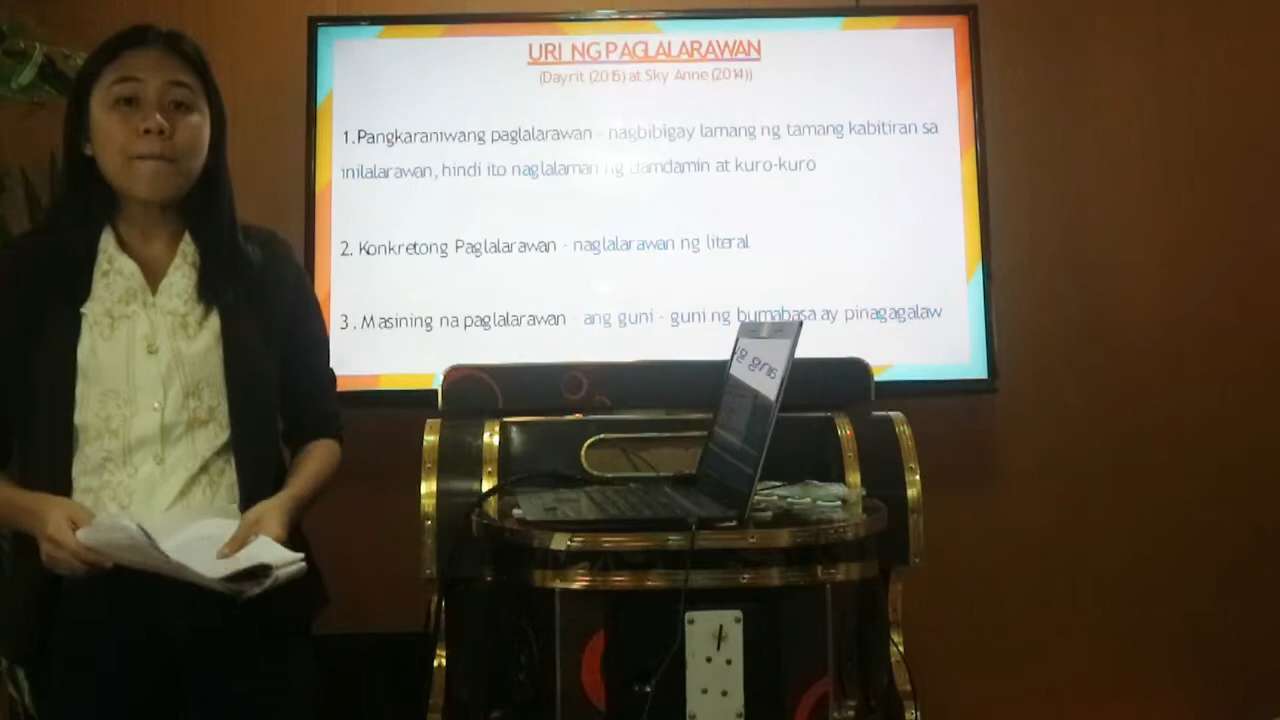 URI NG PAGLALARAWAN
(Dayrit (2015) at Sky Anne (2014))
1.Pangkaraniwang paglalarawan - nagbibigay lamang ng tamang kabitiran sa
inilalarawan, hindi ito naglalaman ng damdamin at kuro-kuro
2. Konkretong Paglalarawan - naglalarawan ng literal
3. Masining na paglalarawan - ang guni - guni ng bumabasa ay pinagagalaw